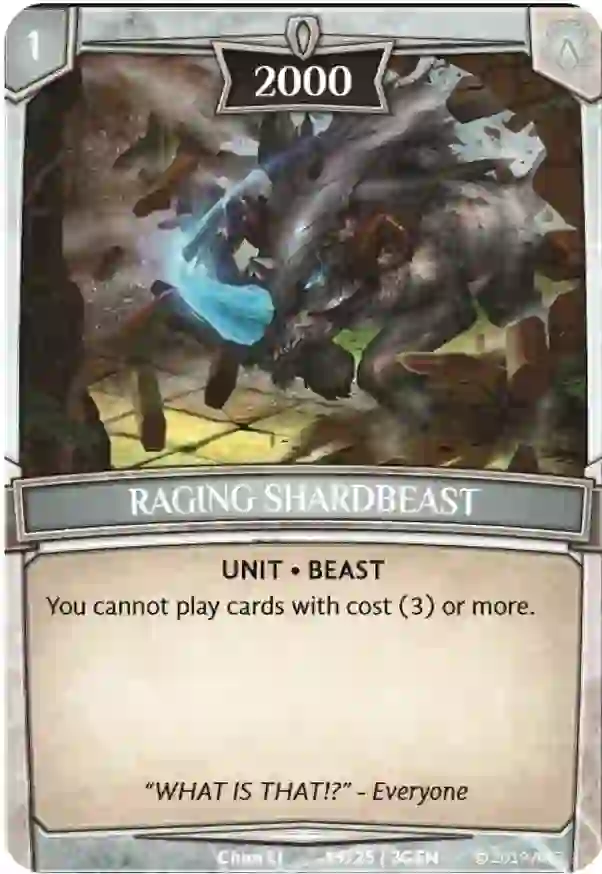 1
2000
RAGING SHARDBEAST
UNIT • BEAST
You cannot play cards with cost (3) or more.
"WHAT IS THAT!?" - Everyone